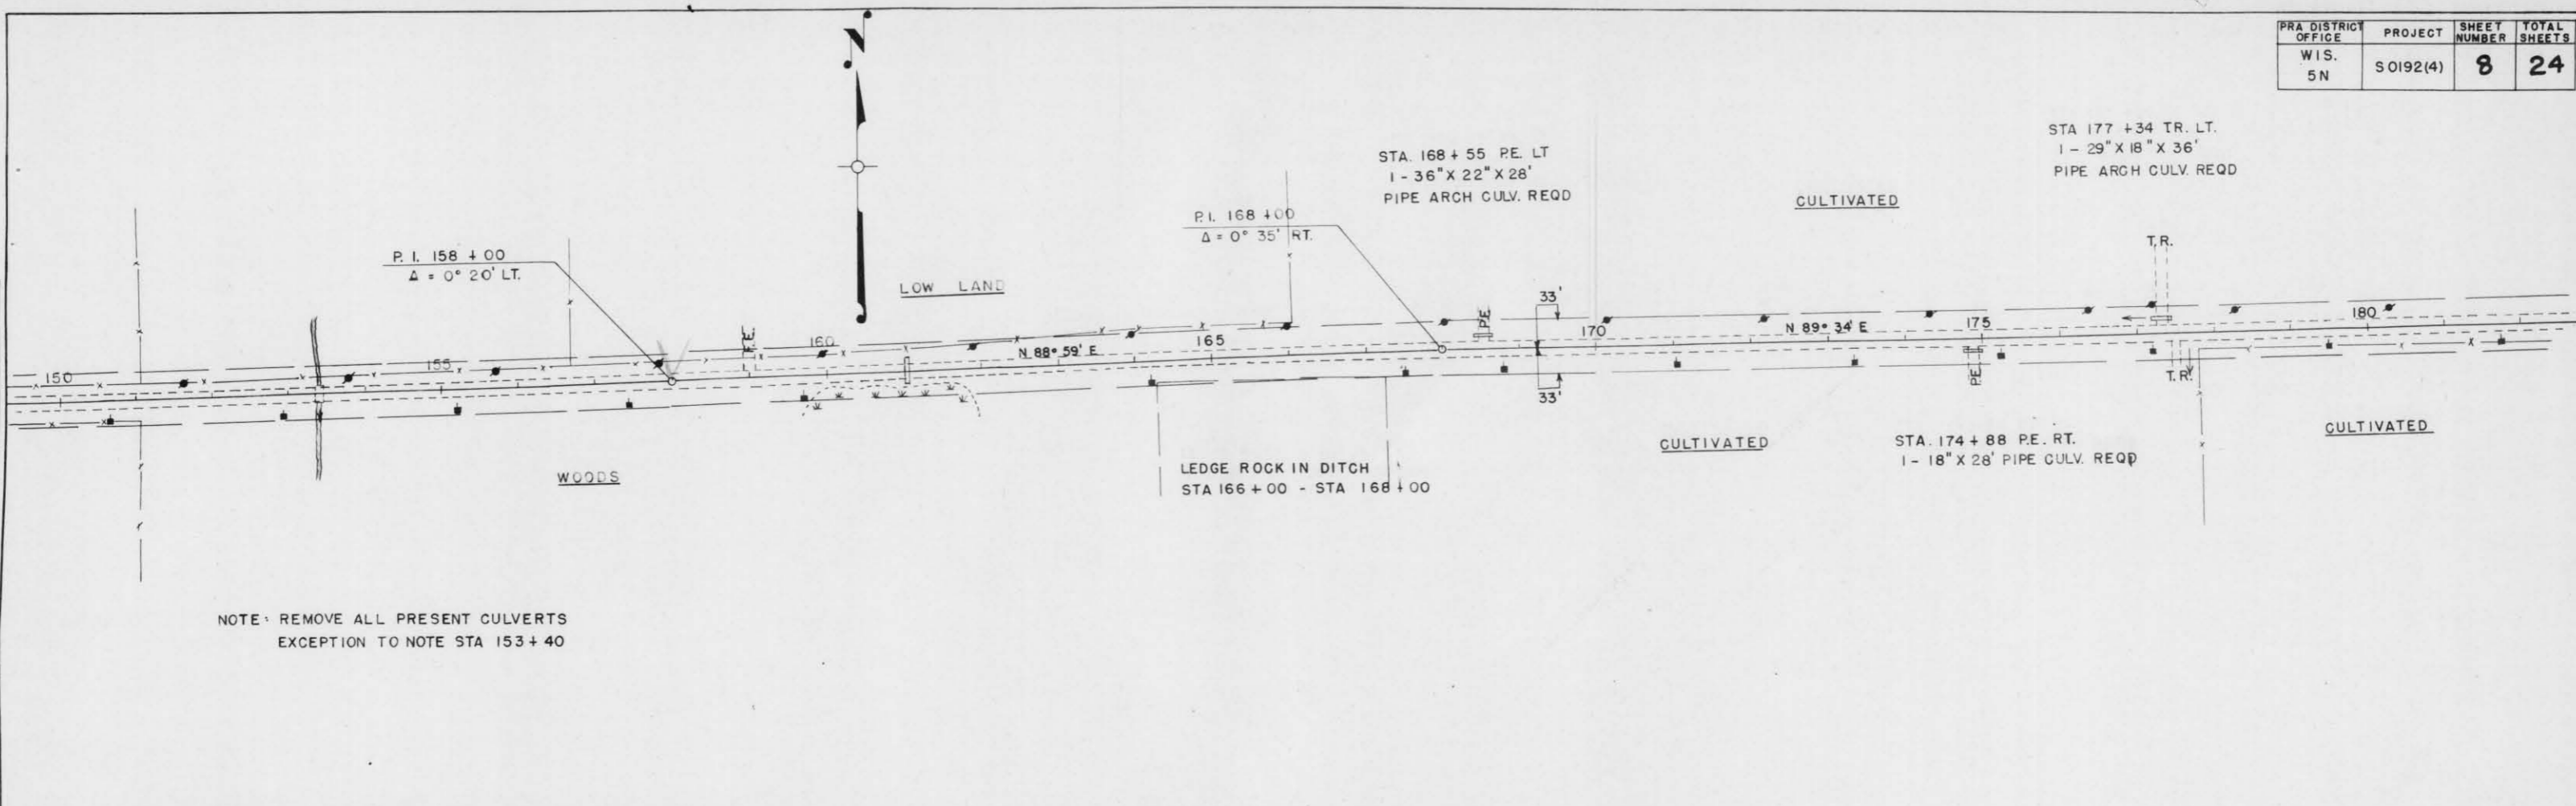 PRA DISTRICT OFFICE PROJECT SHEET NUMBER TOTAL SHEETS
WIS. 5N S 0192(4) 8 24
N
STA. 168+55 P.E. LT
1 - 36" X 22" X 28'
PIPE ARCH CULV. REQD
STA 177+34 TR. LT.
1 - 29" X 18" X 36'
PIPE ARCH CULV. REQD
CULTIVATED
P.I. 168+00
Δ = 0° 35' RT.
P.I. 158+00
Δ = 0° 20' LT.
LOW LAND
T.R.
33'
P.E.
P.E.
150
155
160
N 88° 59' E
165
170
N 89° 34' E
175
180
P.E.
T.R.
33'
WOODS
LEDGE ROCK IN DITCH
STA 166+00 - STA 168+00
CULTIVATED
STA. 174+88 P.E. RT.
1 - 18" X 28' PIPE CULV. REQD
CULTIVATED
NOTE: REMOVE ALL PRESENT CULVERTS
EXCEPTION TO NOTE STA 153+40